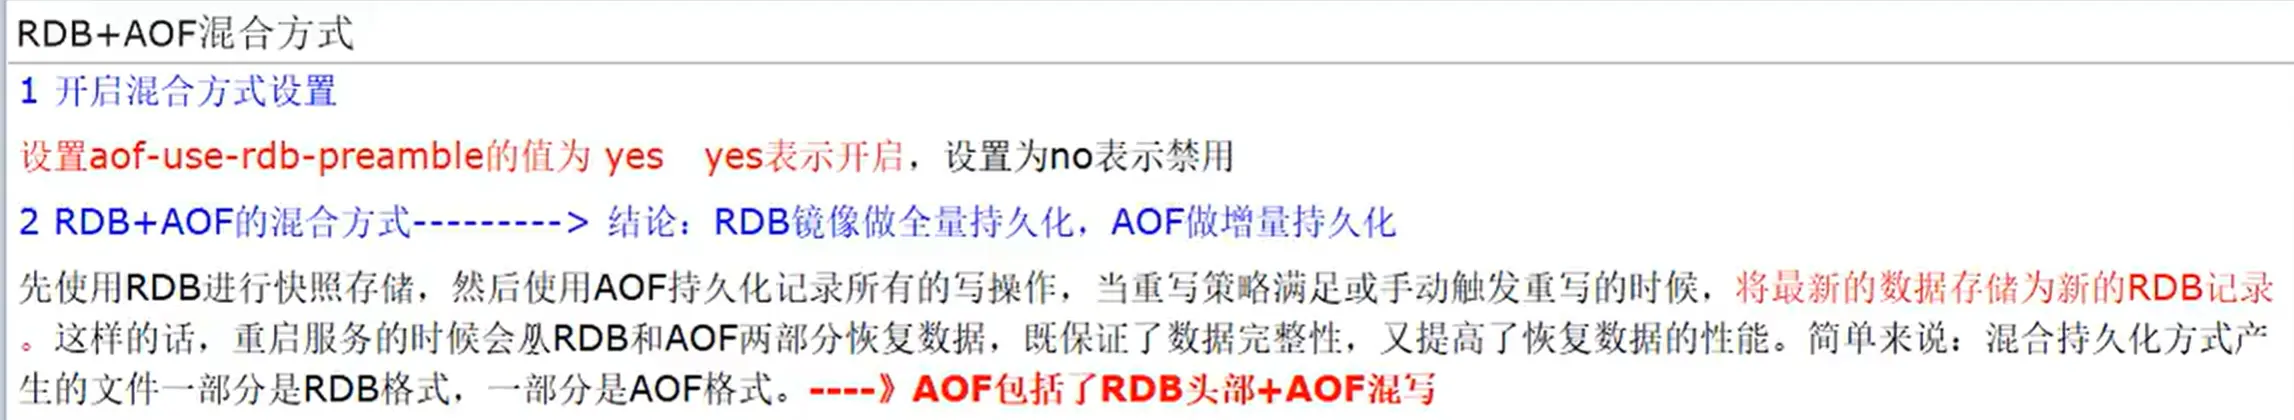 RDB+AOF混合方式
1 开启混合方式设置
设置aof-use-rdb-preamble的值为 yes   yes表示开启，设置为no表示禁用
2 RDB+AOF的混合方式---------> 结论：RDB镜像做全量持久化，AOF做增量持久化
先使用RDB进行快照存储，然后使用AOF持久化记录所有的写操作，当重写策略满足或手动触发重写的时候，将最新的数据存储为新的RDB记录
。这样的话，重启服务的时候会从RDB和AOF两部分恢复数据，既保证了数据完整性，又提高了恢复数据的性能。简单来说：混合持久化方式产
生的文件一部分是RDB格式，一部分是AOF格式。----》AOF包括了RDB头部+AOF混写